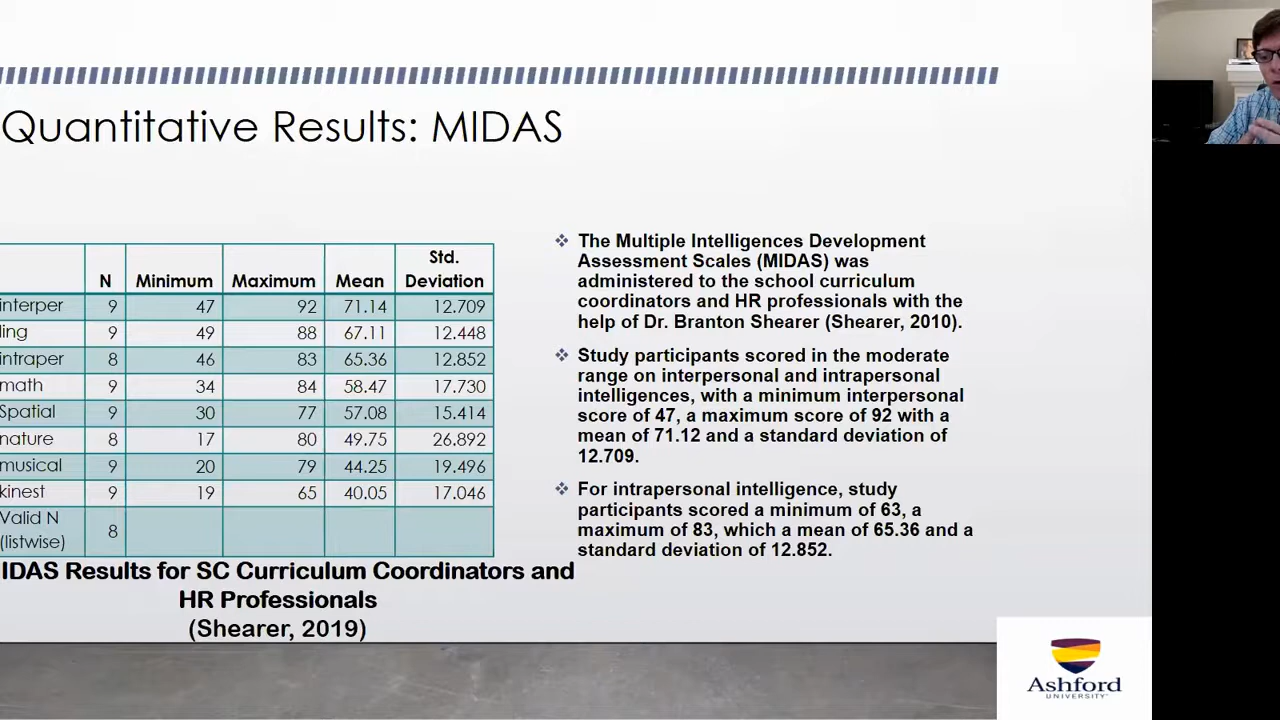 Quantitative Results: MIDAS
N Minimum Maximum Mean Std. Deviation
interper 9 47 92 71.14 12.709
ling 9 49 88 67.11 12.448
intraper 8 46 83 65.36 12.852
math 9 34 84 58.47 17.730
Spatial 9 30 77 57.08 15.414
nature 8 17 80 49.75 26.892
musical 9 20 79 44.25 19.496
kinest 9 19 65 40.05 17.046
Valid N (listwise) 8
IDAS Results for SC Curriculum Coordinators and
HR Professionals
(Shearer, 2019)
The Multiple Intelligences Development
Assessment Scales (MIDAS) was
administered to the school curriculum
coordinators and HR professionals with the
help of Dr. Branton Shearer (Shearer, 2010).
Study participants scored in the moderate
range on interpersonal and intrapersonal
intelligences, with a minimum interpersonal
score of 47, a maximum score of 92 with a
mean of 71.12 and a standard deviation of
12.709.
For intrapersonal intelligence, study
participants scored a minimum of 63, a
maximum of 83, which a mean of 65.36 and a
standard deviation of 12.852.
Ashford
UNIVERSITY